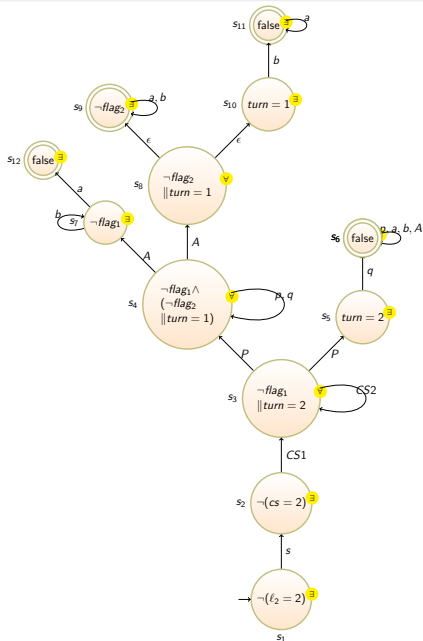 s₁₁
false
∃
a
b
s₉
¬flag₂
∃
a, b
s₁₀
turn = 1
∃
ϵ
ϵ
s₁₂
false
∃
s₈
¬flag₂
‖turn = 1
∀
a
b
s₇
¬flag₁
∃
s₆
false
p, a, b, A
A
A
q
s₄
¬flag₁∧
(¬flag₂
‖turn = 1)
∀
p, q
s₅
turn = 2
∃
P
P
s₃
¬flag₁
‖turn = 2
∀
CS2
CS1
s₂
¬(cs = 2)
∃
s
¬(ℓ₂ = 2)
∃
s₁